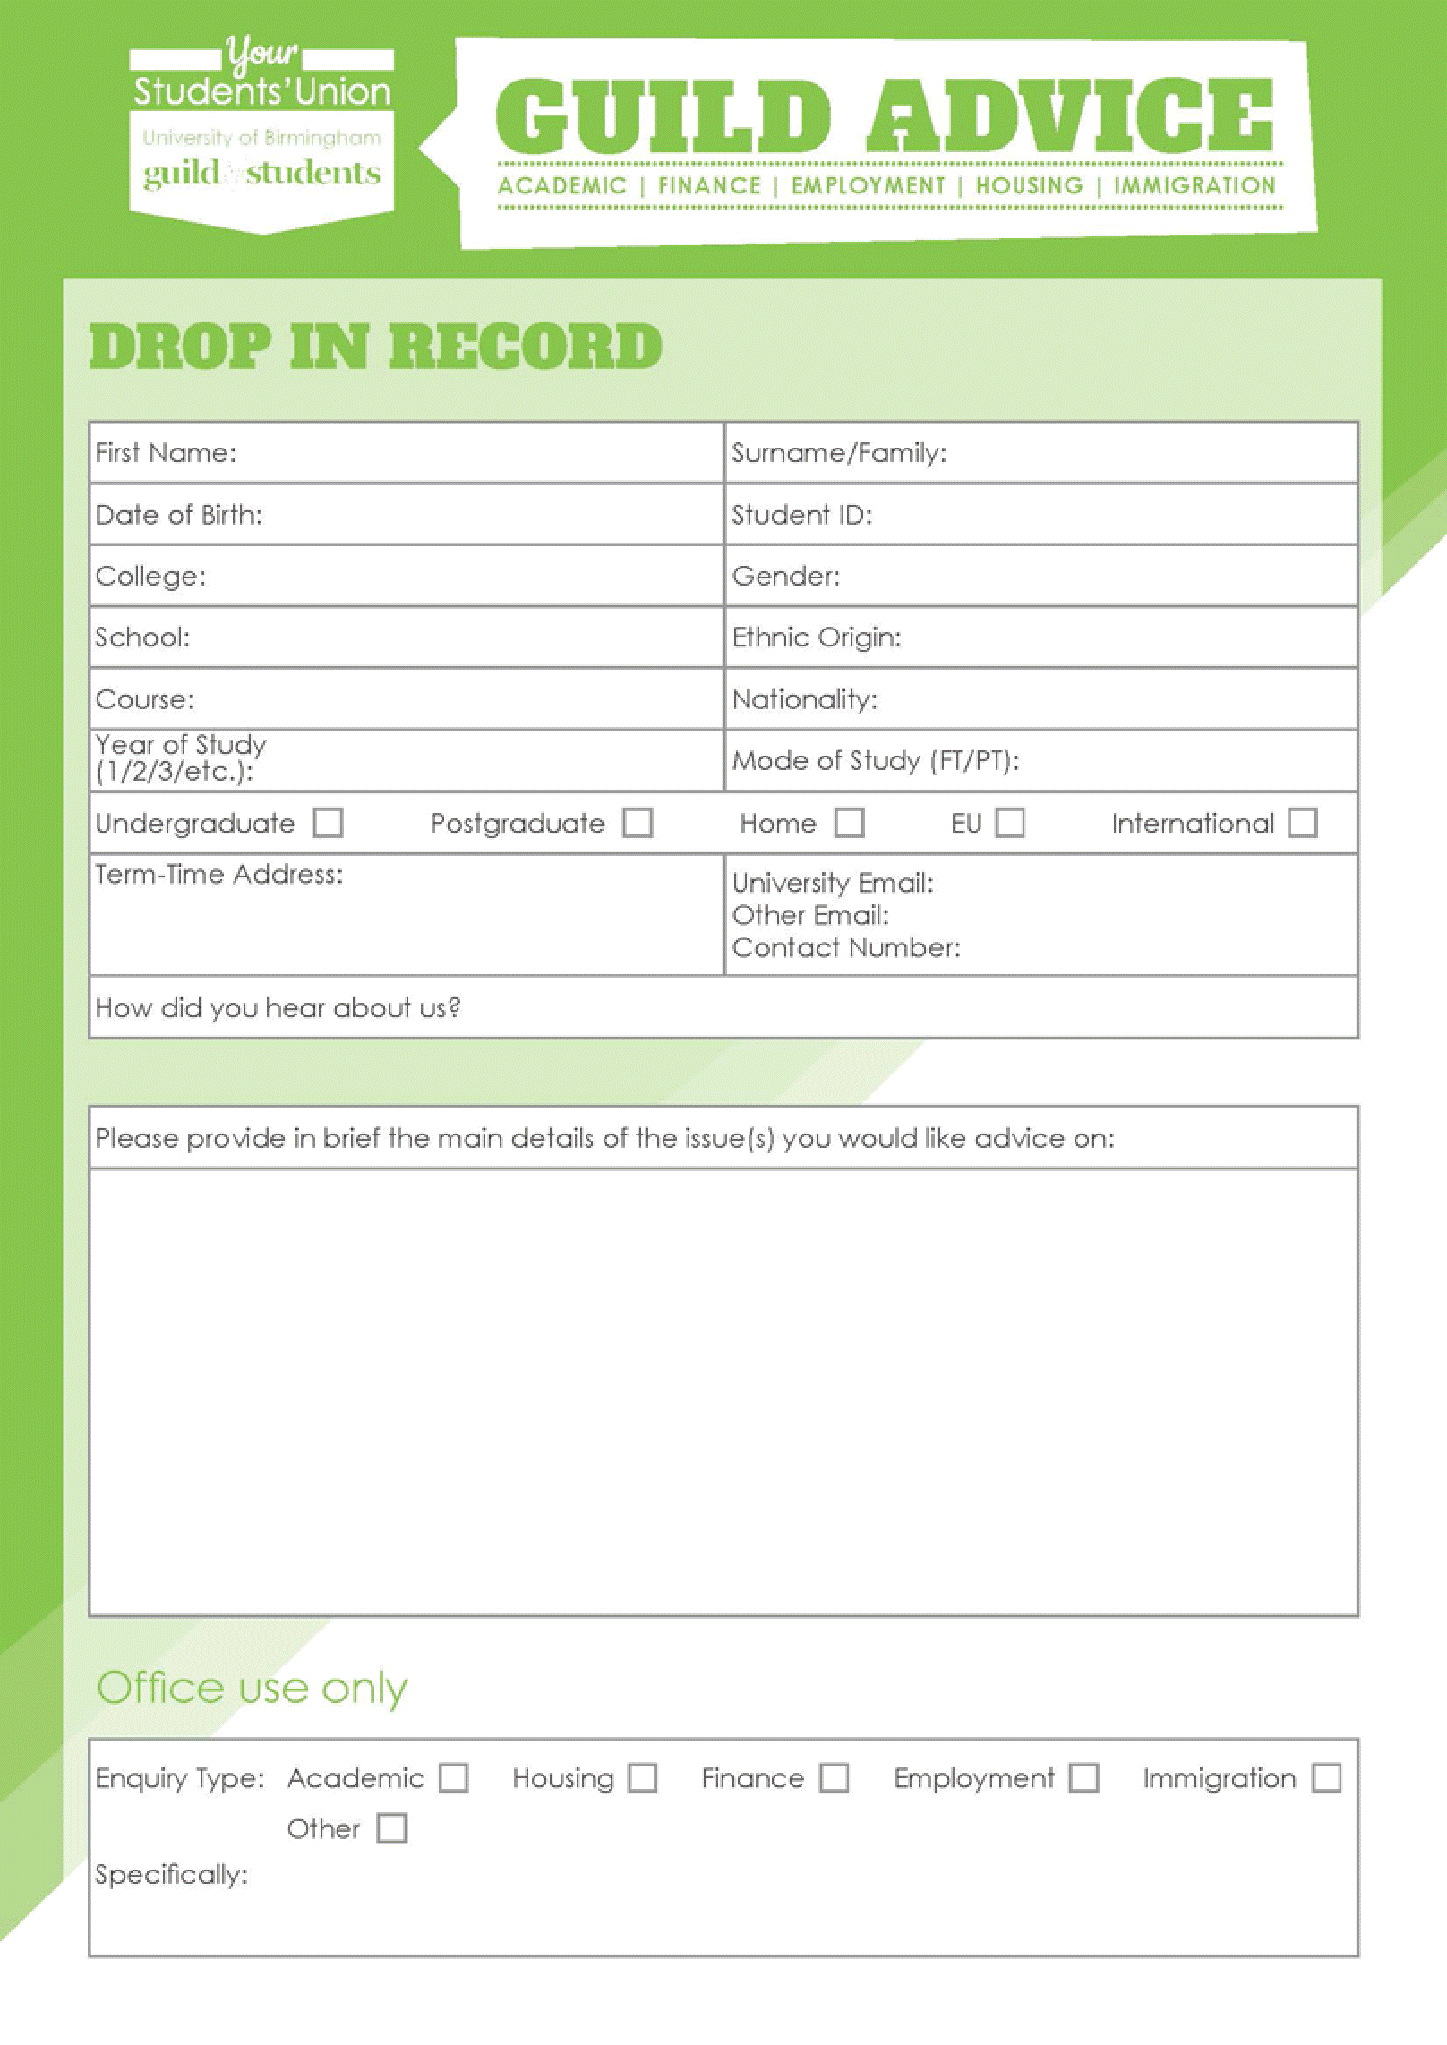 Your
Students'Union
University of Birmingham
guild of students
GUILD ADVICE
ACADEMIC | FINANCE | EMPLOYMENT | HOUSING | IMMIGRATION
DROP IN RECORD
First Name:
Surname/Family:
Date of Birth:
Student ID:
College:
Gender:
School:
Ethnic Origin:
Course:
Nationality:
Year of Study
(1/2/3/etc.):
Mode of Study (FT/PT):
Undergraduate Postgraduate Home EU International
Term-Time Address:
University Email:
Other Email:
Contact Number:
How did you hear about us?
Please provide in brief the main details of the issue(s) you would like advice on:
Office use only
Enquiry Type: Academic Housing Finance Employment Immigration
Other
Specifically: